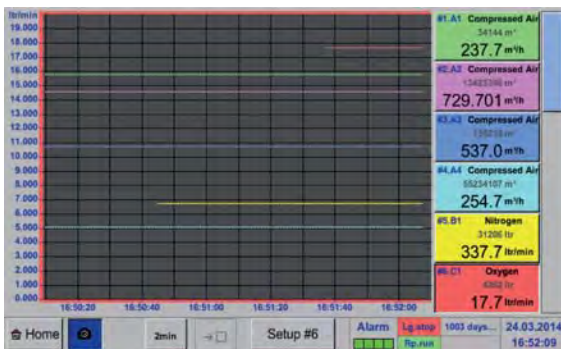 ltr/min
19.000
18.000
17.000
16.000
15.000
14.000
13.000
12.000
11.000
10.000
9.000
8.000
7.000
6.000
5.000
4.000
3.000
2.000
1.000
0.000
16:50:20 16:50:40 16:51:00 16:51:20 16:51:40 16:52:00
#1.A1 Compressed Air
34144 m³
237.7 m³/h
#2.A2 Compressed Air
729.701 m³/h
#3.A3 Compressed Air
537.0 m³/h
#4.A4 Compressed Air
55234107 m³
254.7 m³/h
#5.B1 Nitrogen
31206 ltr
337.7 ltr/min
#6.C1 Oxygen
ltr
17.7 ltr/min
Home
2min
Setup #6
Alarm
Lg.stop
Rp.run
1003 days...
24.03.2014
16:52:09